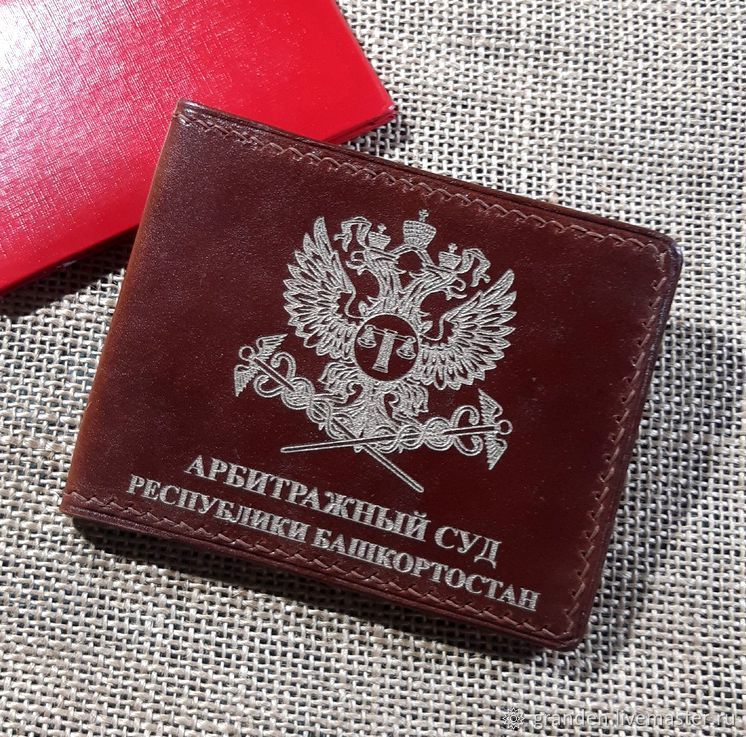 АРБИТРАЖНЫЙ СУД
РЕСПУБЛИКИ БАШКОРТОСТАН
granden.livemaster.ru